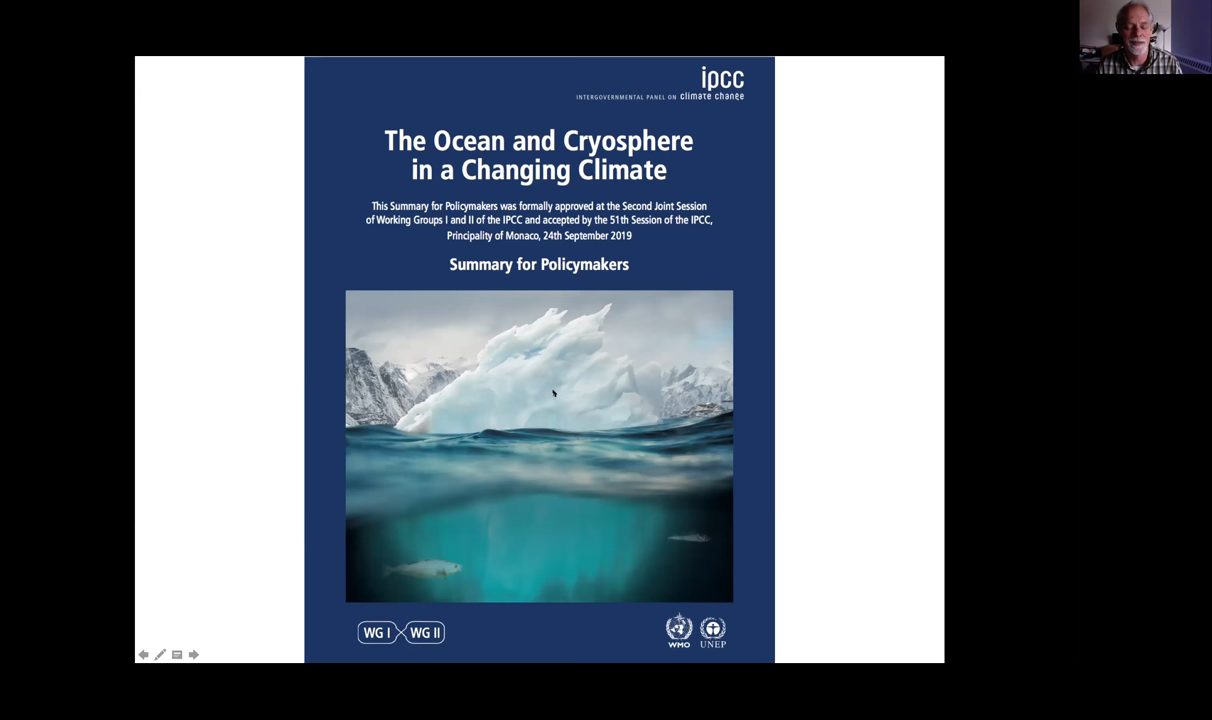 ipcc
INTERGOVERNMENTAL PANEL ON climate change
The Ocean and Cryosphere
in a Changing Climate
This Summary for Policymakers was formally approved at the Second Joint Session
of Working Groups I and II of the IPCC and accepted by the 51th Session of the IPCC,
Principality of Monaco, 24th September 2019
Summary for Policymakers
WG I WG II
WMO UNEP